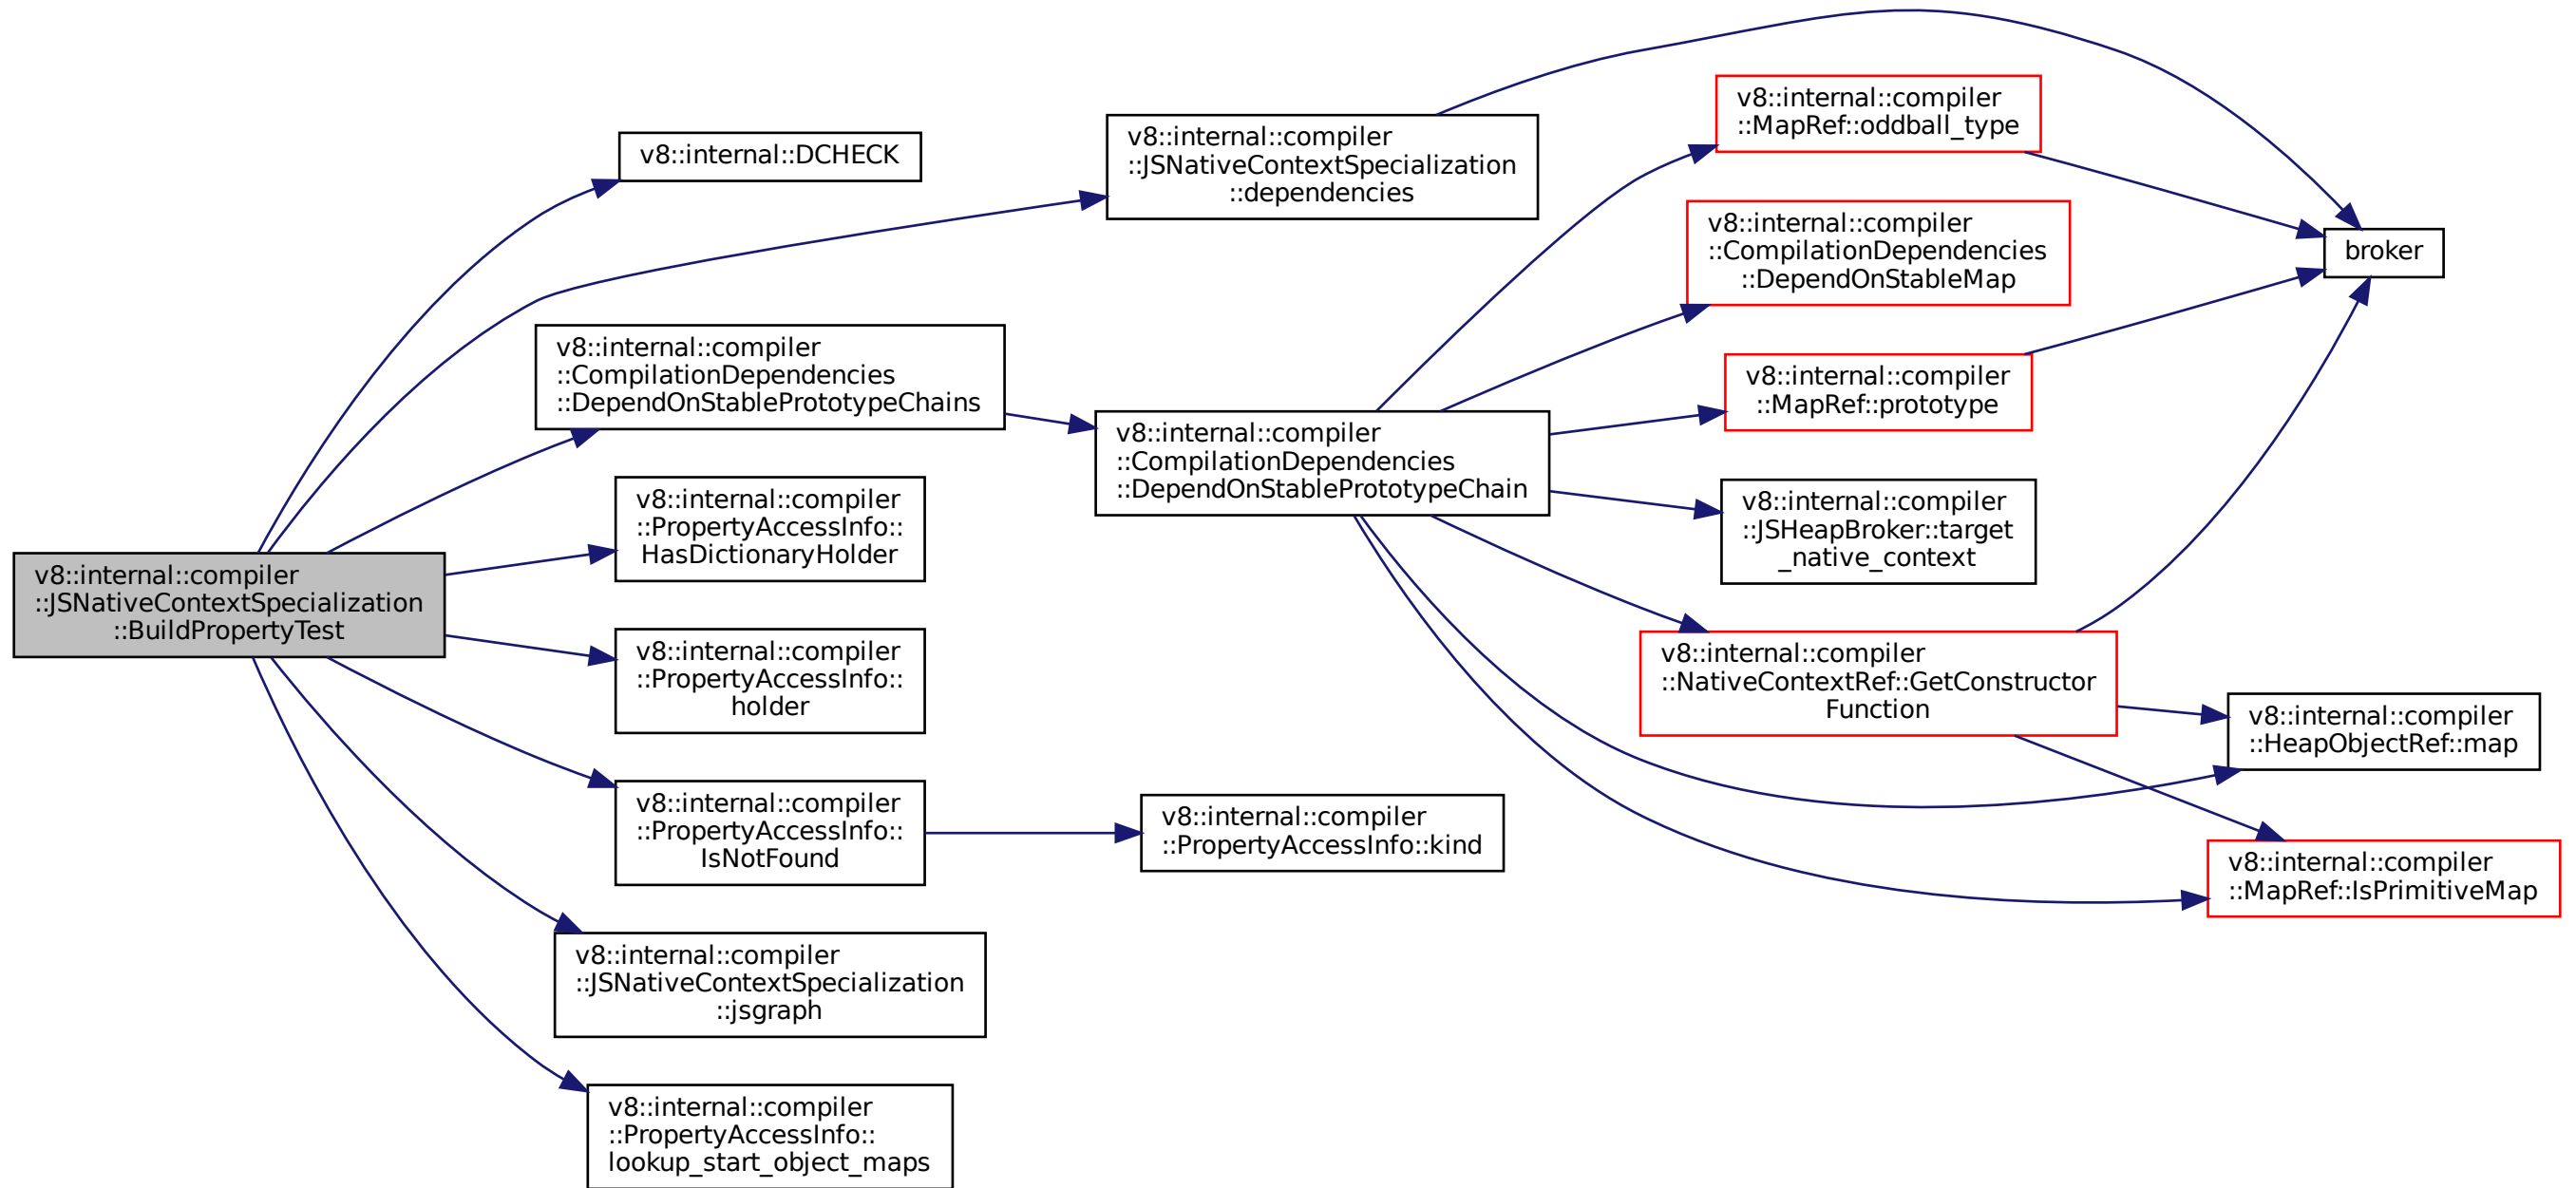 v8::internal::compiler
::JSNativeContextSpecialization
::BuildPropertyTest
v8::internal::DCHECK
v8::internal::compiler
::JSNativeContextSpecialization
::dependencies
v8::internal::compiler
::CompilationDependencies
::DependOnStablePrototypeChains
v8::internal::compiler
::PropertyAccessInfo::
HasDictionaryHolder
v8::internal::compiler
::PropertyAccessInfo::
holder
v8::internal::compiler
::PropertyAccessInfo::
IsNotFound
v8::internal::compiler
::JSNativeContextSpecialization
::jsgraph
v8::internal::compiler
::PropertyAccessInfo::
lookup_start_object_maps
v8::internal::compiler
::CompilationDependencies
::DependOnStablePrototypeChain
v8::internal::compiler
::PropertyAccessInfo::kind
v8::internal::compiler
::MapRef::oddball_type
v8::internal::compiler
::CompilationDependencies
::DependOnStableMap
v8::internal::compiler
::MapRef::prototype
v8::internal::compiler
::JSHeapBroker::target
_native_context
v8::internal::compiler
::NativeContextRef::GetConstructor
Function
broker
v8::internal::compiler
::HeapObjectRef::map
v8::internal::compiler
::MapRef::IsPrimitiveMap